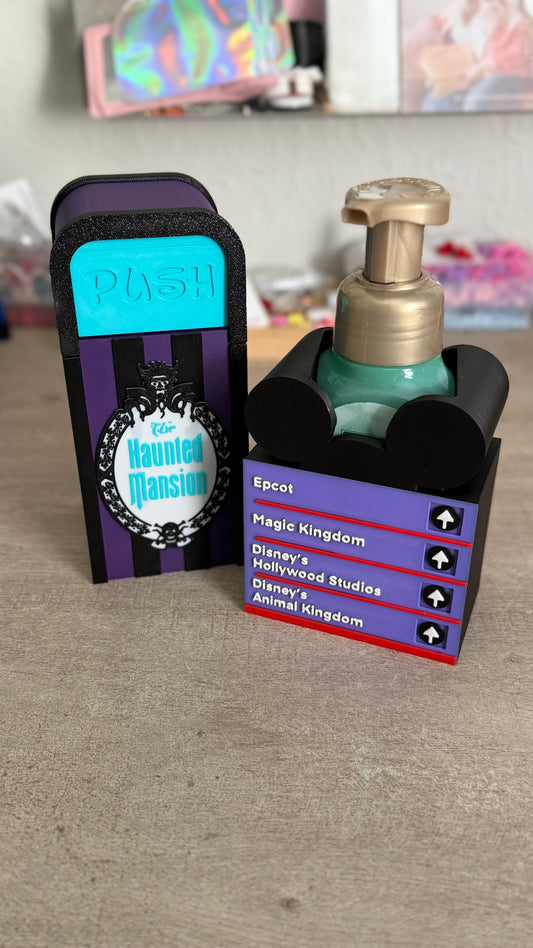 PUSH
The
Haunted
Mansion
Epcot
Magic Kingdom
Disney's
Hollywood Studios
Disney's
Animal Kingdom